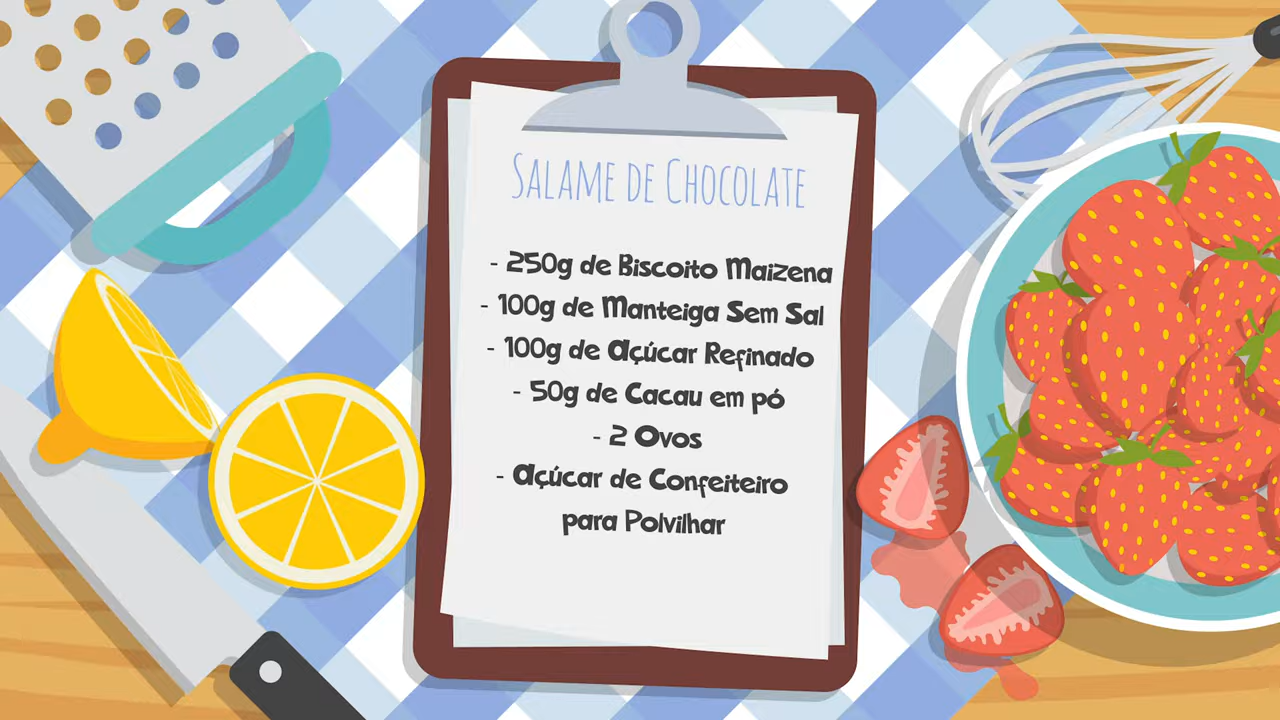 Salame de Chocolate
- 250g de Biscoito Maizena
- 100g de Manteiga Sem Sal
- 100g de Açúcar Refinado
- 50g de Cacau em pó
- 2 Ovos
- Açúcar de Confeiteiro
para Polvilhar